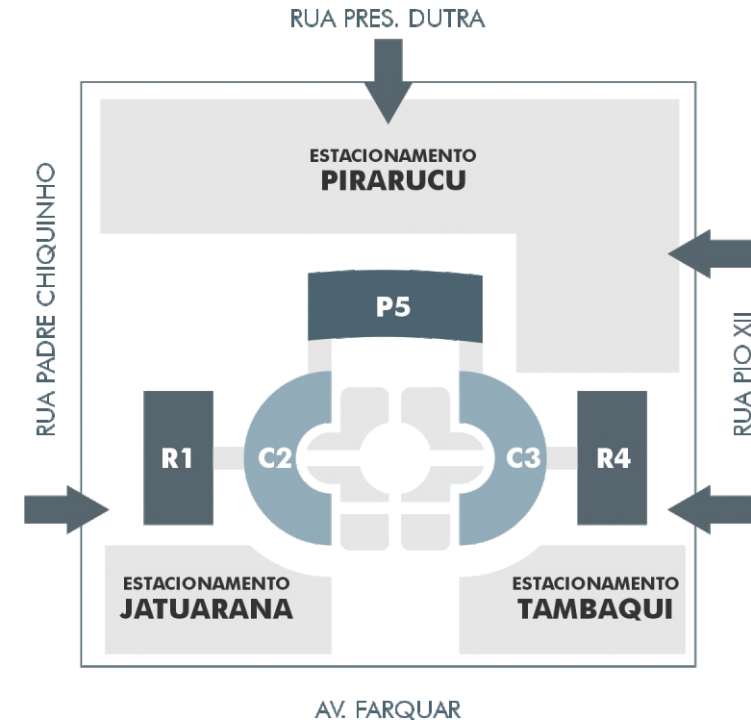 RUA PRES. DUTRA
ESTACIONAMENTO
PIRARUCU
RUA PADRE CHIQUINHO
P5
RUA PIO XII
R1
C2
C3
R4
ESTACIONAMENTO
JATUARANA
ESTACIONAMENTO
TAMBAQUI
AV. FARQUAR